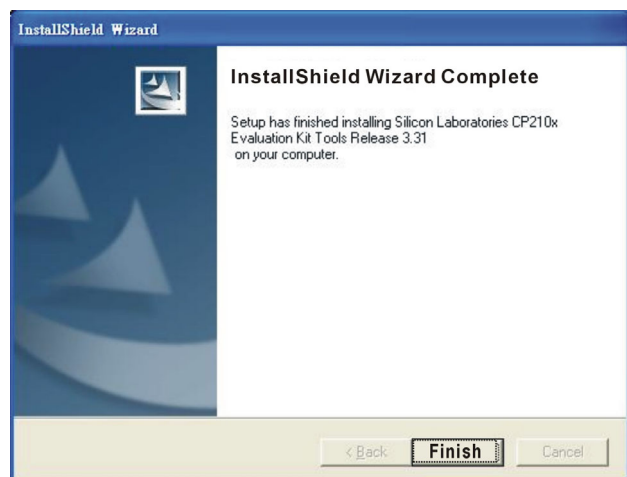 InstallShield Wizard
InstallShield Wizard Complete
Setup has finished installing Silicon Laboratories CP210x
Evaluation Kit Tools Release 3.31
on your computer.
< Back
Finish
Cancel